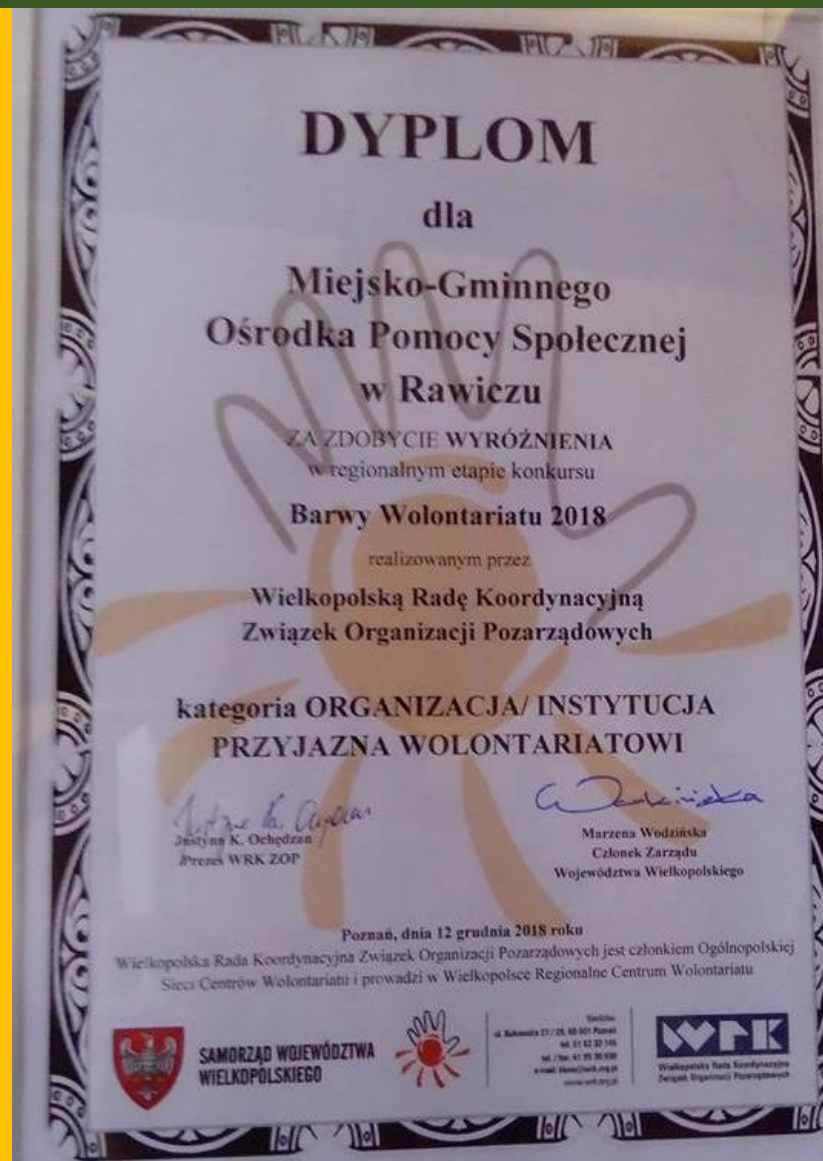 DYPLOM
dla
Miejsko-Gminnego
Ośrodka Pomocy Społecznej
w Rawiczu
ZA ZDOBYCIE WYRÓŻNIENIA
w regionalnym etapie konkursu
Barwy Wolontariatu 2018
realizowanym przez
Wielkopolską Radę Koordynacyjną
Związek Organizacji Pozarządowych
kategoria ORGANIZACJA/ INSTYTUCJA
PRZYJAZNA WOLONTARIATOWI
Justyna K. Ochędzan
Prezes WRK ZOP
Marzena Wodzińska
Członek Zarządu
Województwa Wielkopolskiego
Poznań, dnia 12 grudnia 2018 roku
Wielkopolska Rada Koordynacyjna Związek Organizacji Pozarządowych jest członkiem Ogólnopolskiej
Sieci Centrów Wolontariatu i prowadzi w Wielkopolsce Regionalne Centrum Wolontariatu
SAMORZĄD WOJEWÓDZTWA
WIELKOPOLSKIEGO
WRK
Wielkopolska Rada Koordynacyjna
Związek Organizacji Pozarządowych